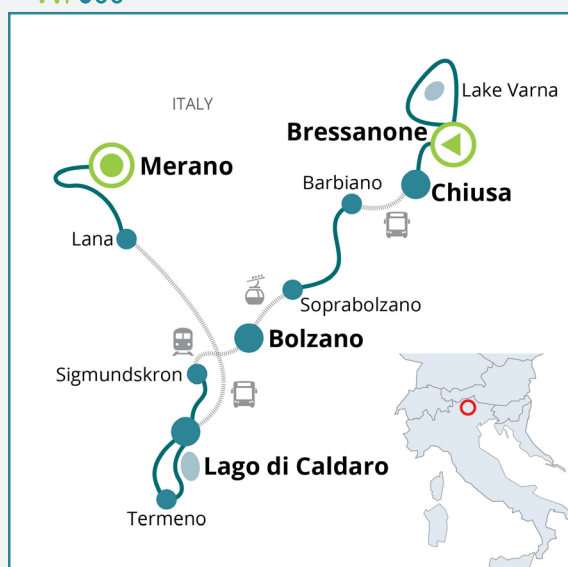 ITALY
Lake Varna
Bressanone
Merano
Barbiano
Chiusa
Lana
Soprabolzano
Bolzano
Sigmundskron
Lago di Caldaro
Termeno